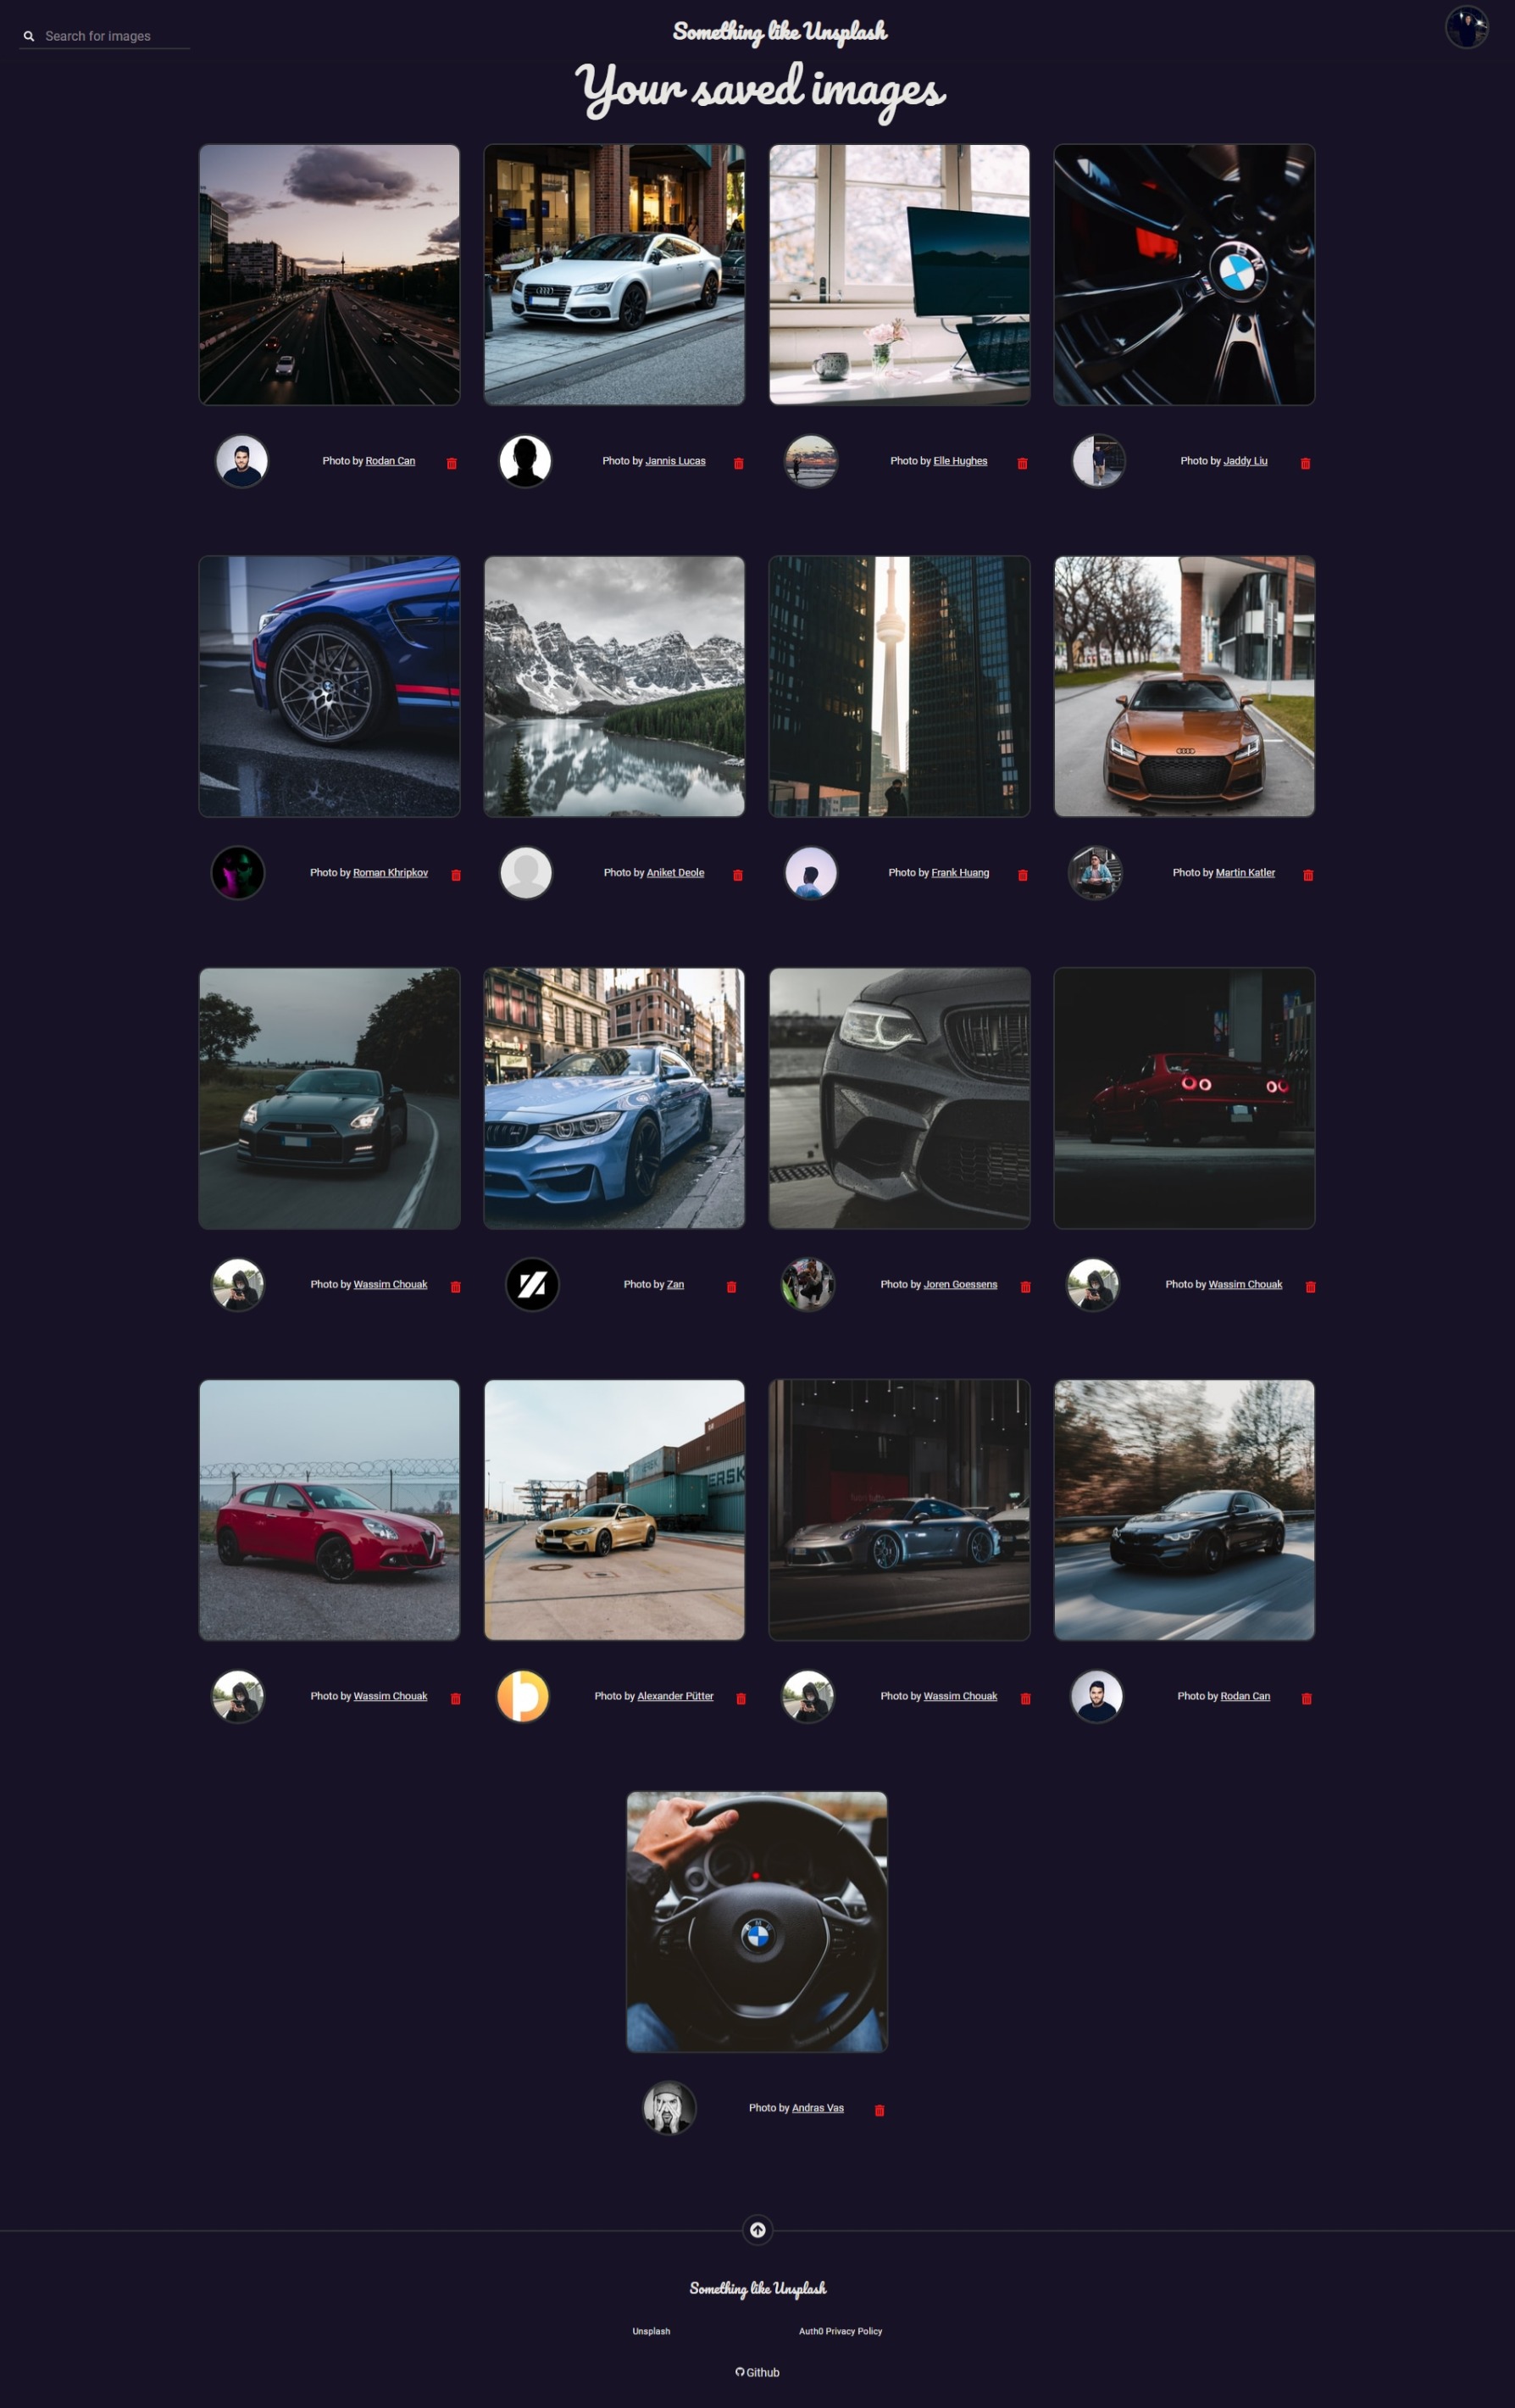 Search for images
Something like Unsplash
Your saved images
Photo by Rodan Can
Photo by Jannis Lucas
Photo by Elle Hughes
Photo by Jaddy Liu
Photo by Roman Khripkov
Photo by Aniket Deole
Photo by Frank Huang
Photo by Martin Katler
Photo by Wassim Chouak
Photo by Zan
Photo by Joren Goessens
Photo by Wassim Chouak
ERSK
Photo by Wassim Chouak
Photo by Alexander Pütter
Photo by Wassim Chouak
Photo by Rodan Can
Photo by Andras Vas
Something like Unsplash
Unsplash
Auth0 Privacy Policy
Github